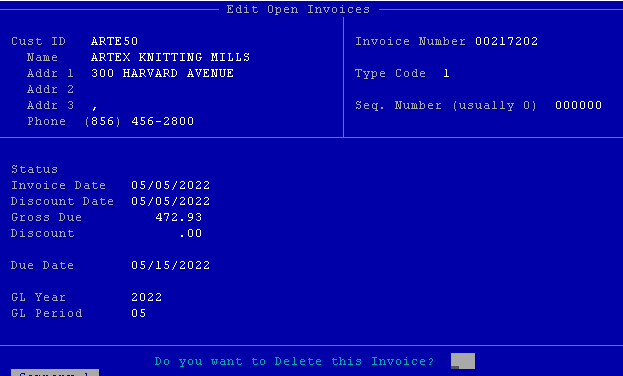 Edit Open Invoices
Cust ID ARTE50
Name ARTEX KNITTING MILLS
Addr 1 300 HARVARD AVENUE
Addr 2
Addr 3 ,
Phone (856) 456-2800
Invoice Number 00217202
Type Code 1
Seq. Number (usually 0) 000000
Status
Invoice Date 05/05/2022
Discount Date 05/05/2022
Gross Due 472.93
Discount .00
Due Date 05/15/2022
GL Year 2022
GL Period 05
Do you want to Delete this Invoice?